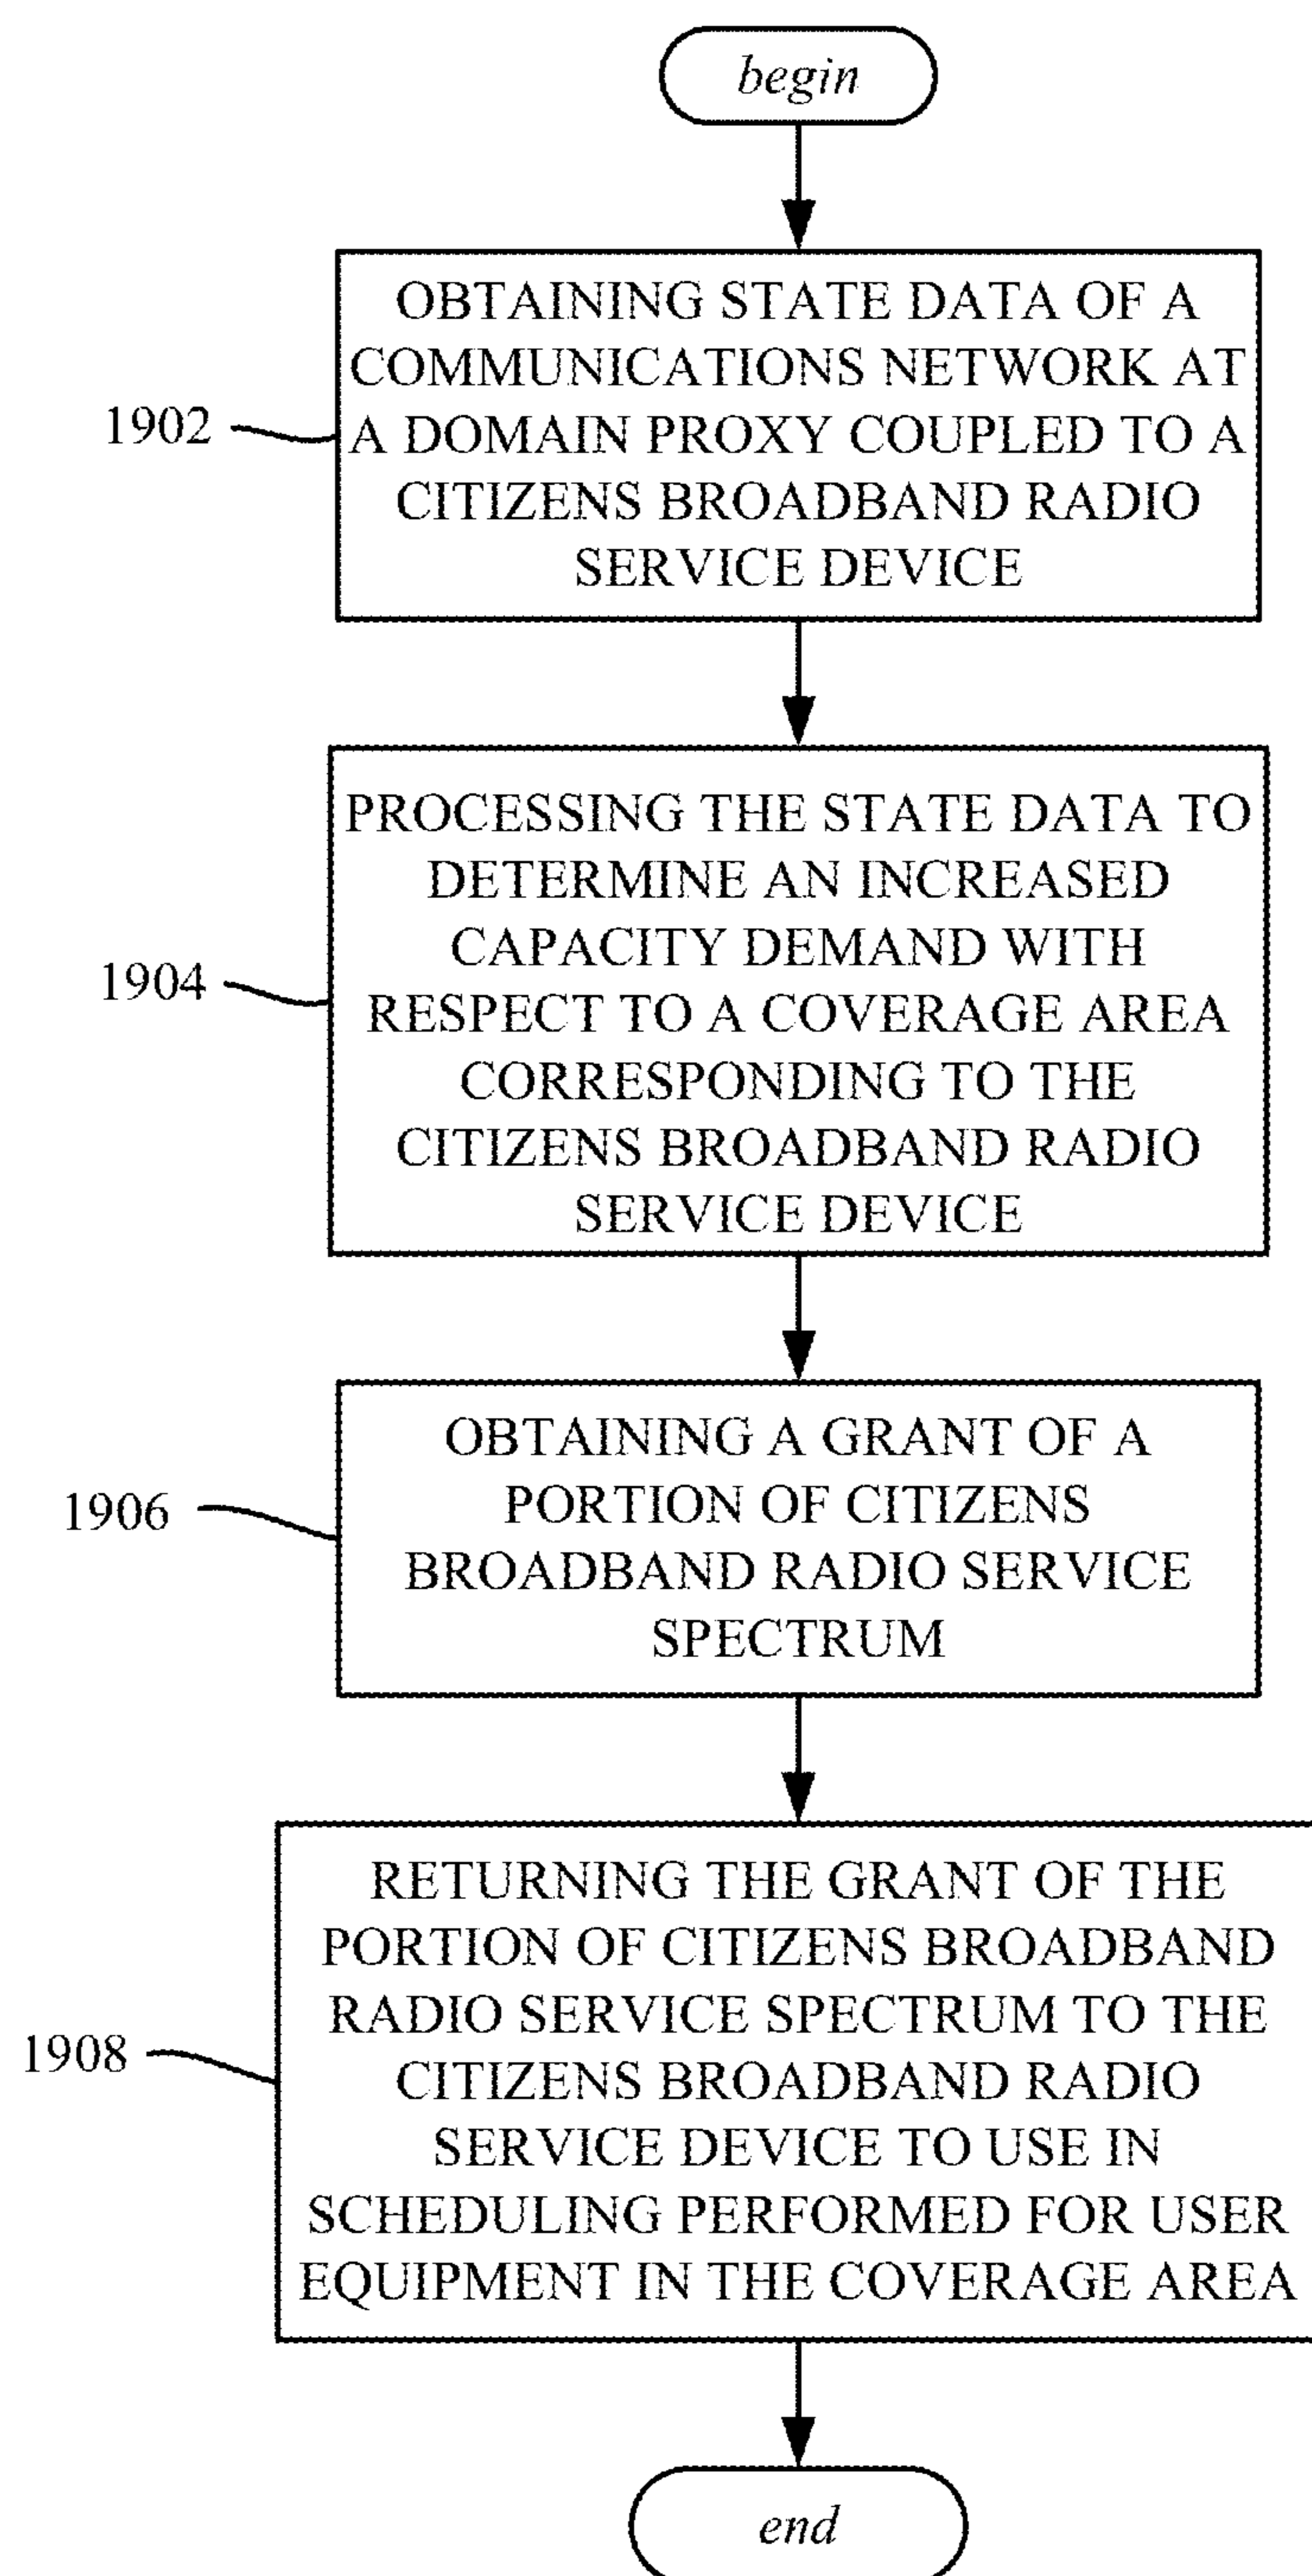 begin
OBTAINING STATE DATA OF A
COMMUNICATIONS NETWORK AT
A DOMAIN PROXY COUPLED TO A
CITIZENS BROADBAND RADIO
SERVICE DEVICE
1902
PROCESSING THE STATE DATA TO
DETERMINE AN INCREASED
CAPACITY DEMAND WITH
RESPECT TO A COVERAGE AREA
CORRESPONDING TO THE
CITIZENS BROADBAND RADIO
SERVICE DEVICE
1904
OBTAINING A GRANT OF A
PORTION OF CITIZENS
BROADBAND RADIO SERVICE
SPECTRUM
1906
RETURNING THE GRANT OF THE
PORTION OF CITIZENS BROADBAND
RADIO SERVICE SPECTRUM TO THE
CITIZENS BROADBAND RADIO
SERVICE DEVICE TO USE IN
SCHEDULING PERFORMED FOR USER
EQUIPMENT IN THE COVERAGE AREA
1908
end